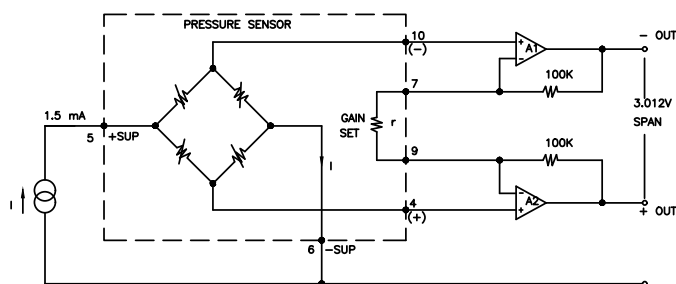 PRESSURE SENSOR
10
(-)
A1
- OUT
100K
7
1.5 mA
5
+SUP
GAIN
SET
r
3.012V
SPAN
9
100K
I
I
A2
4
(+)
+ OUT
6
-SUP